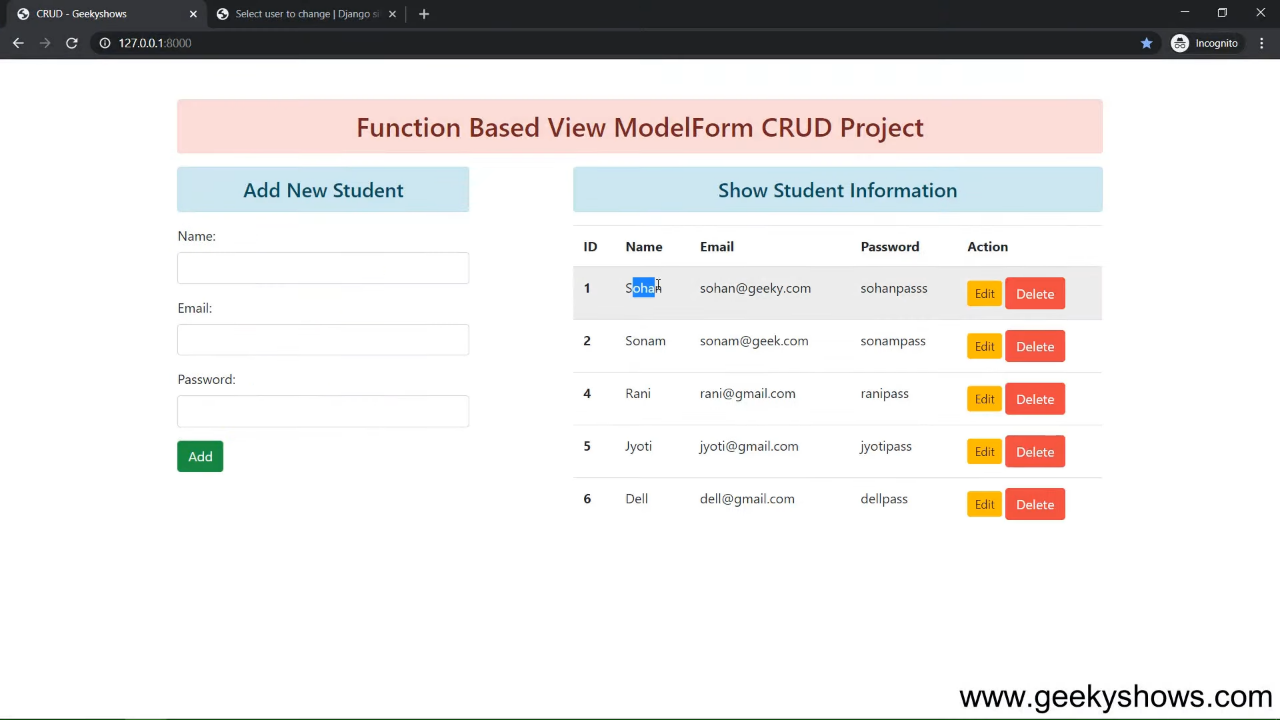 CRUD - Geekyshows
Select user to change | Django si
127.0.0.1:8000
Incognito
Function Based View ModelForm CRUD Project
Add New Student
Name:
Email:
Password:
Add
Show Student Information
ID Name Email Password Action
1 Sohan sohan@geeky.com sohanpasss Edit Delete
2 Sonam sonam@geek.com sonampass Edit Delete
4 Rani rani@gmail.com ranipass Edit Delete
5 Jyoti jyoti@gmail.com jyotipass Edit Delete
6 Dell dell@gmail.com dellpass Edit Delete
www.geekyshows.com